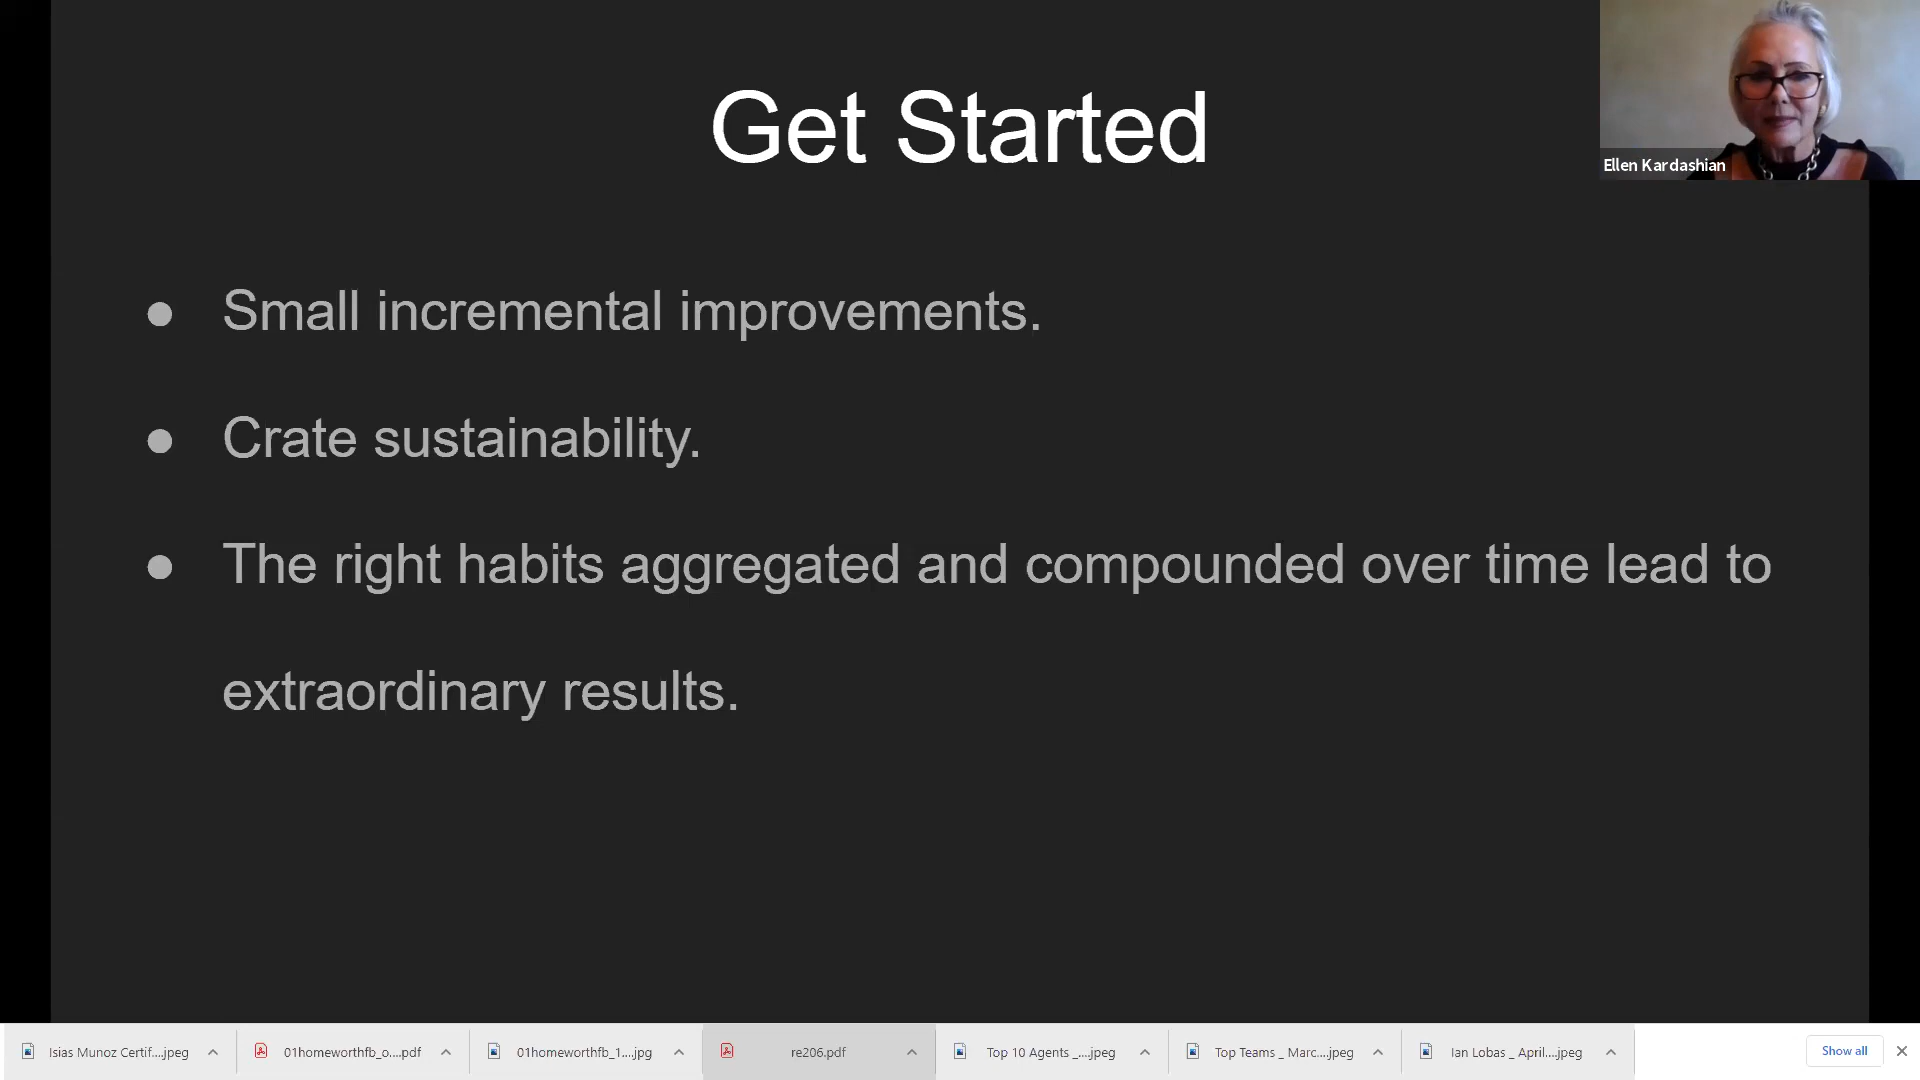 Get Started
Ellen Kardashian
● Small incremental improvements.
● Crate sustainability.
● The right habits aggregated and compounded over time lead to
extraordinary results.
Isias Munoz Certif....jpeg
01homeworthfb_o....pdf
01homeworthfb_1....jpg
re206.pdf
Top 10 Agents _....jpeg
Top Teams _ Marc....jpeg
Ian Lobas _ April....jpeg
Show all